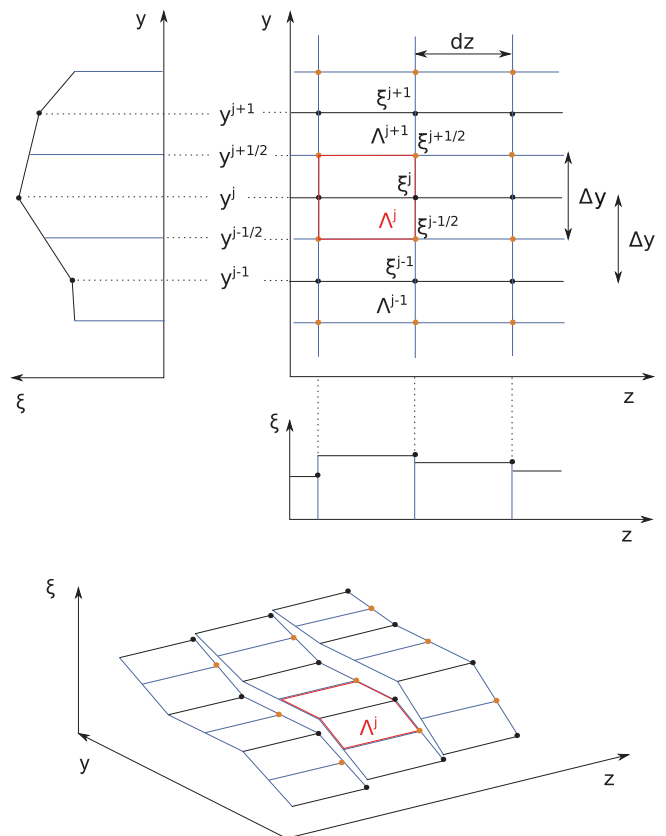 y
y
dz
y^{j+1}
ξ^{j+1}
Λ^{j+1}
y^{j+1/2}
ξ^{j+1/2}
y^{j}
ξ^{j}
Δy
y^{j-1/2}
Λ^{j}
ξ^{j-1/2}
Δy
y^{j-1}
ξ^{j-1}
Λ^{j-1}
ξ
z
ξ
z
ξ
Λ^{j}
y
z